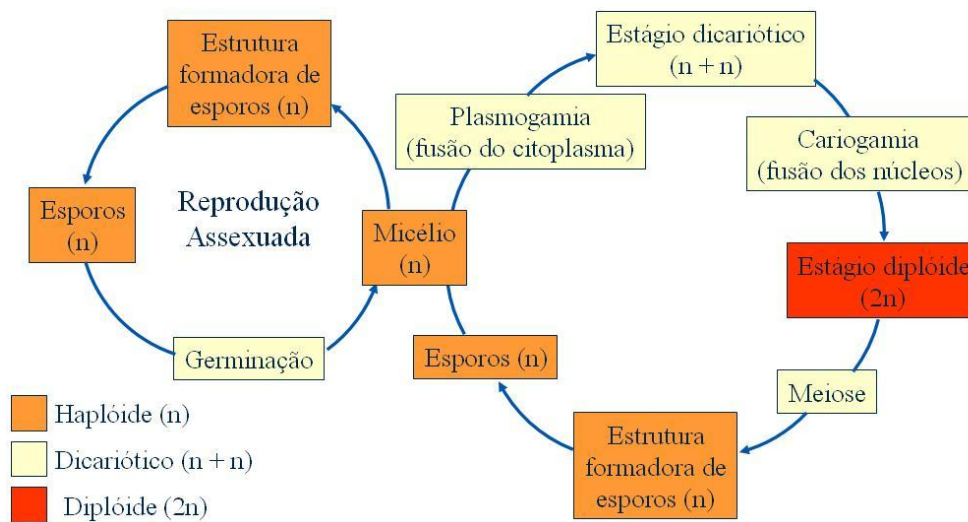 Estrutura
formadora de
esporos (n)
Esporos
(n)
Reprodução
Assexuada
Germinação
Micélio
(n)
Plasmogamia
(fusão do citoplasma)
Estágio dicariótico
(n + n)
Cariogamia
(fusão dos núcleos)
Estágio diplóide
(2n)
Meiose
Estrutura
formadora de
esporos (n)
Esporos (n)
Haplóide (n)
Dicariótico (n + n)
Diplóide (2n)